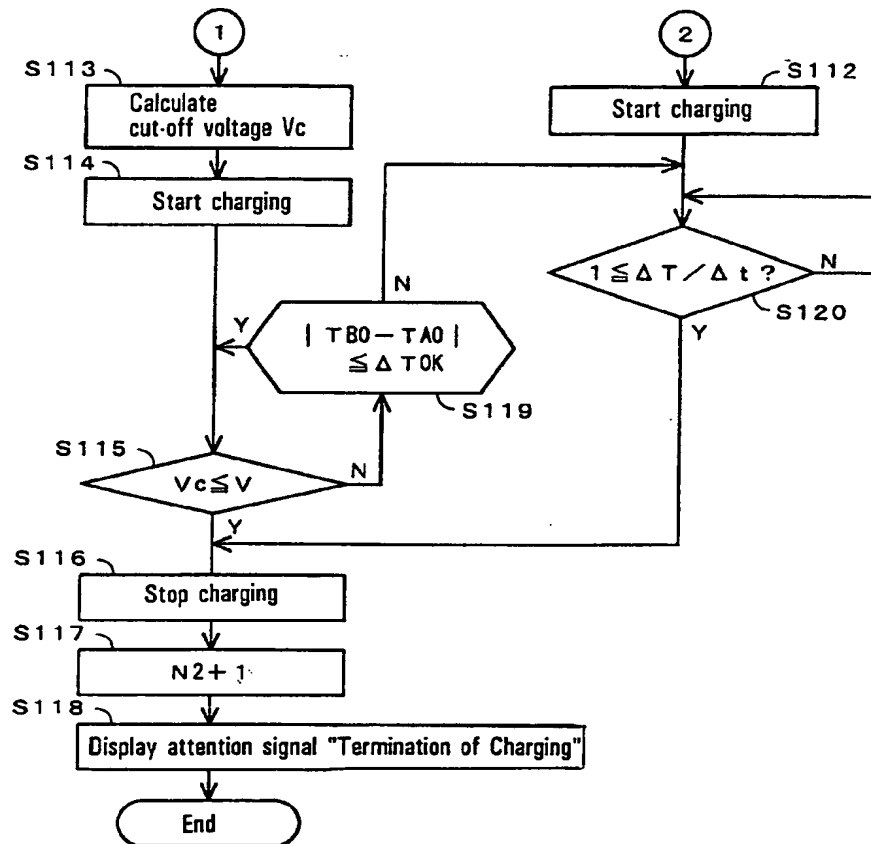 1
2
S113
Calculate
cut-off voltage Vc
S112
Start charging
S114
Start charging
1≦ΔT/Δt?
N
S120
Y
N
Y
|TB0-TA0|
≦ΔTOK
S119
S115
Vc≦V
N
Y
S116
Stop charging
S117
N2+1
S118
Display attention signal "Termination of Charging"
End